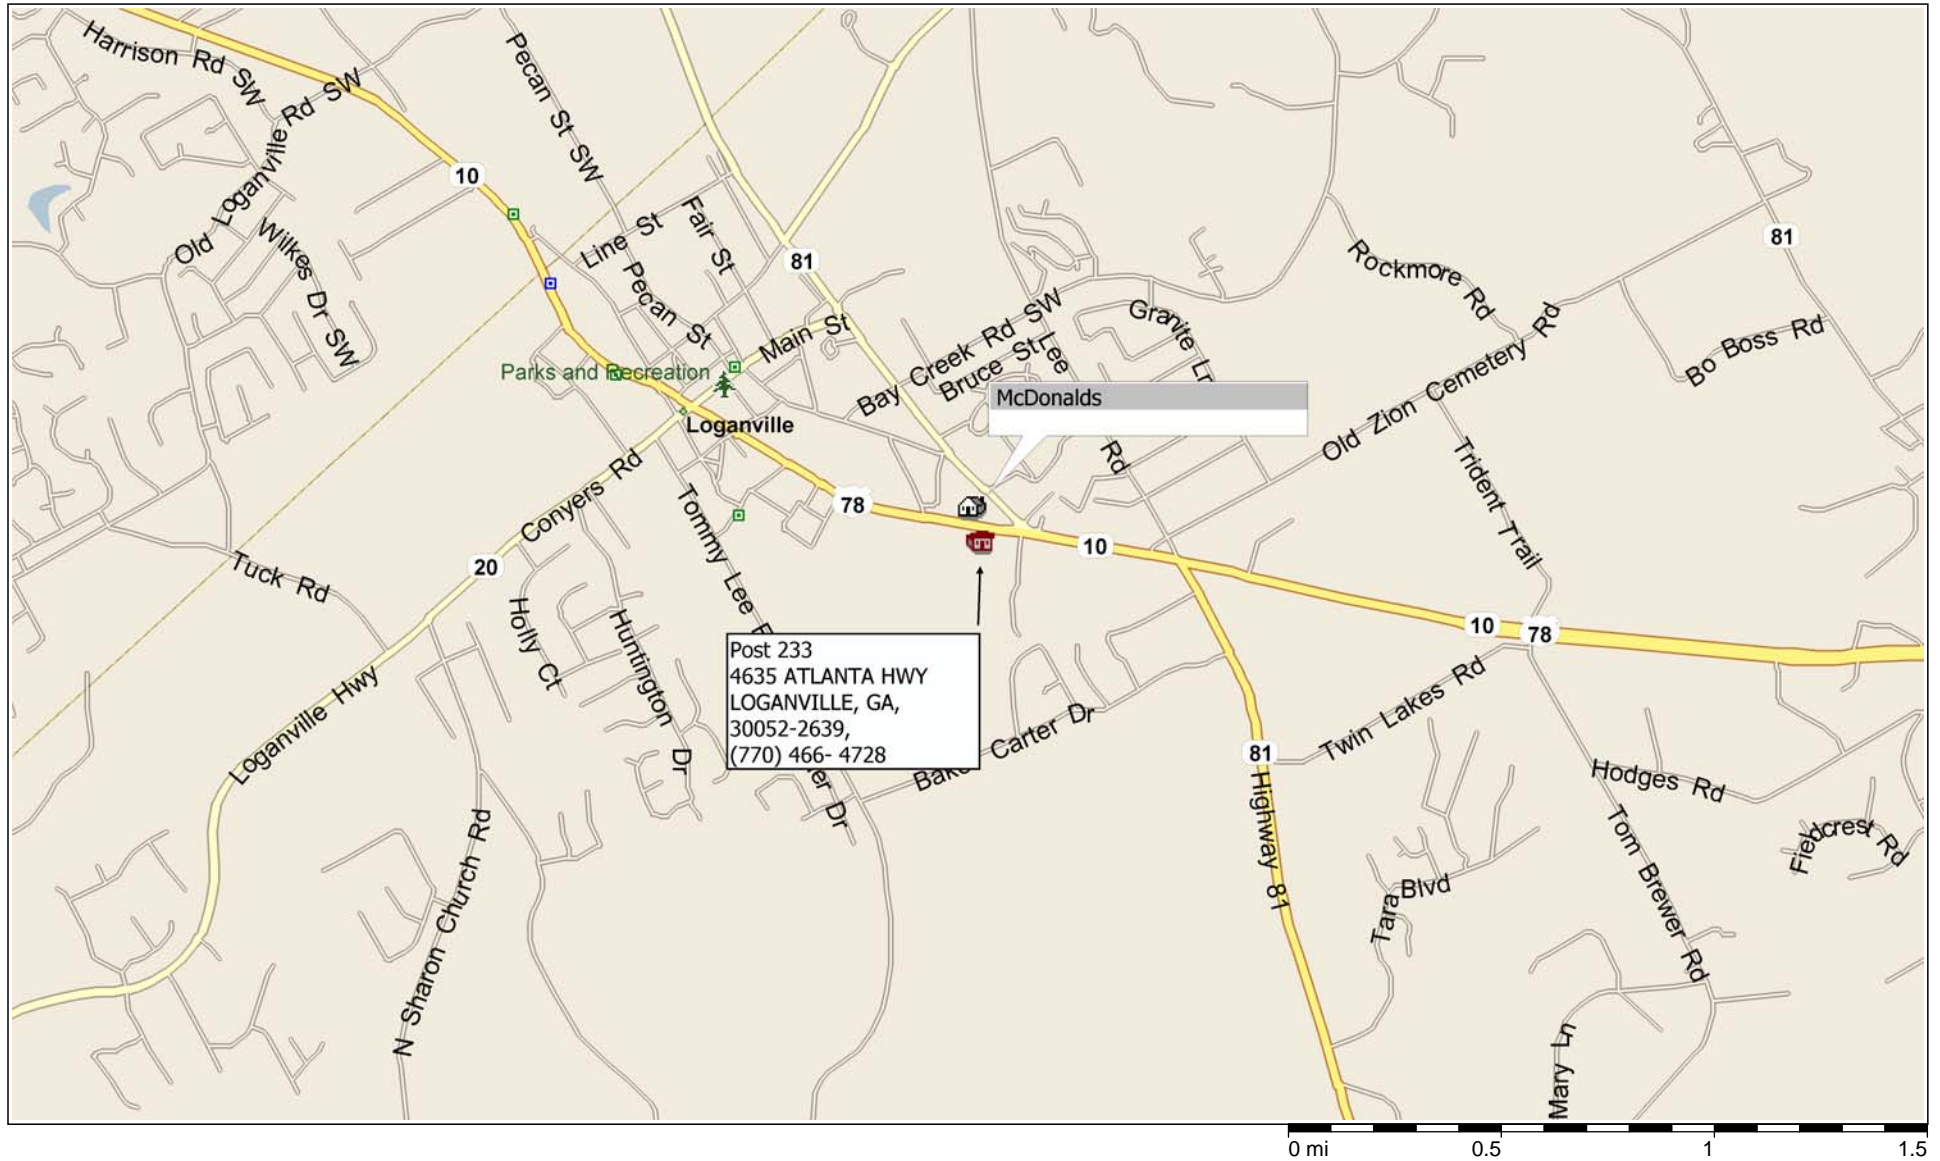 Harrison Rd SW
Old Loganville Rd SW
Pecan St SW
10
Wilkes Dr SW
Line St
Fair St
Pecan St
81
81
Rockmore Rd
Main St
Bay Creek Rd SW
Bruce St
Lee Rd
Granite Ln
Bo Boss Rd
Parks and Recreation
McDonalds
Loganville
Old Zion Cemetery Rd
Trident Trail
Conyers Rd
78
10
20
Tuck Rd
Tommy Lee F
er Dr
Holly Ct
Huntington Dr
10
78
Post 233
4635 ATLANTA HWY
LOGANVILLE, GA,
30052-2639,
(770) 466- 4728
Loganville Hwy
Bake Carter Dr
Twin Lakes Rd
81
Highway 81
Hodges Rd
Fieldcrest Rd
Tom Brewer Rd
Tara Blvd
N Sharon Church Rd
Mary Ln
0 mi 0.5 1 1.5